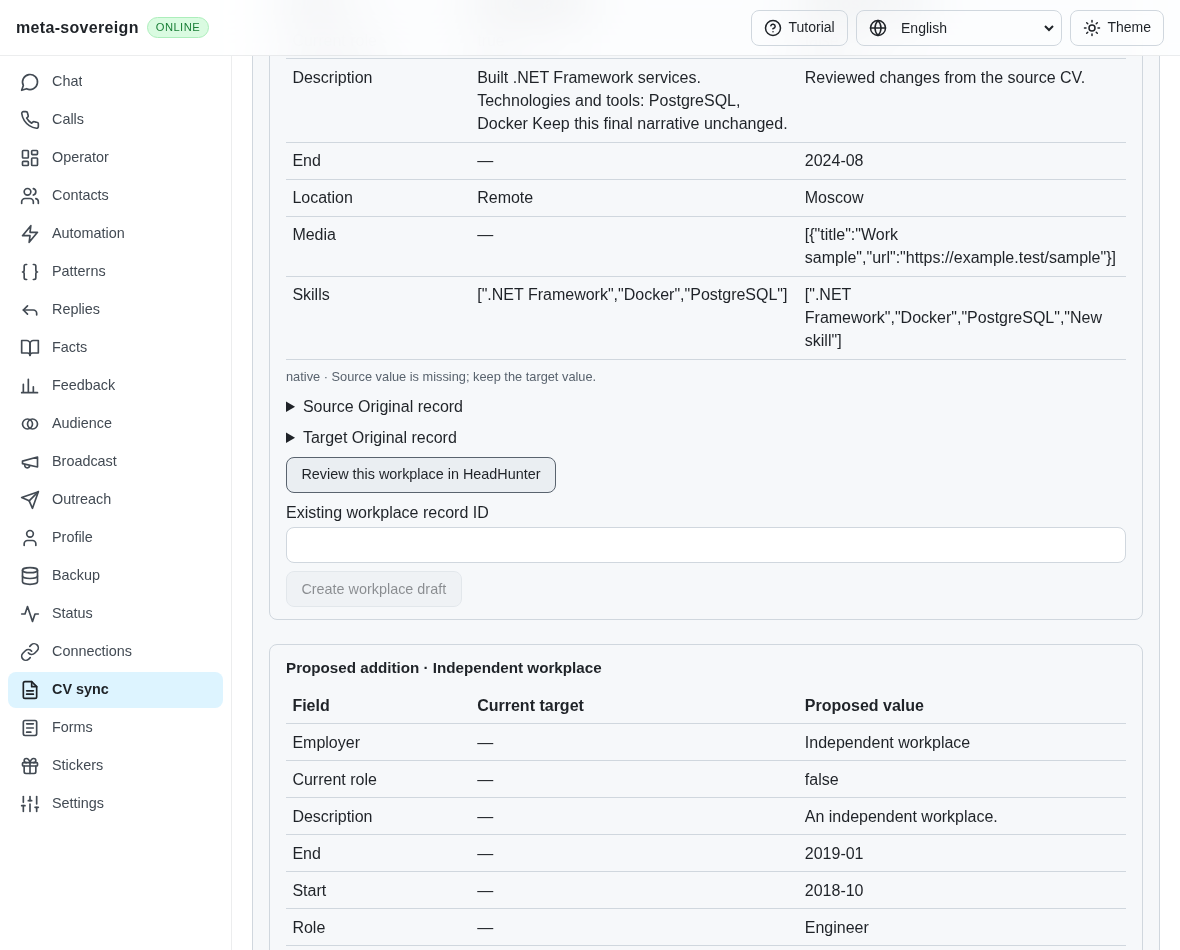 meta-sovereign ONLINE Tutorial English Theme
Chat
Calls
Operator
Contacts
Automation
Patterns
Replies
Facts
Feedback
Audience
Broadcast
Outreach
Profile
Backup
Status
Connections
CV sync
Forms
Stickers
Settings
Description Built .NET Framework services. Reviewed changes from the source CV.
Technologies and tools: PostgreSQL,
Docker Keep this final narrative unchanged.
End — 2024-08
Location Remote Moscow
Media — [{"title":"Work
sample","url":"https://example.test/sample"}]
Skills [".NET Framework","Docker","PostgreSQL"] [".NET
Framework","Docker","PostgreSQL","New
skill"]
native · Source value is missing; keep the target value.
Source Original record
Target Original record
Review this workplace in HeadHunter
Existing workplace record ID
Create workplace draft
Proposed addition · Independent workplace
Field Current target Proposed value
Employer — Independent workplace
Current role — false
Description — An independent workplace.
End — 2019-01
Start — 2018-10
Role — Engineer